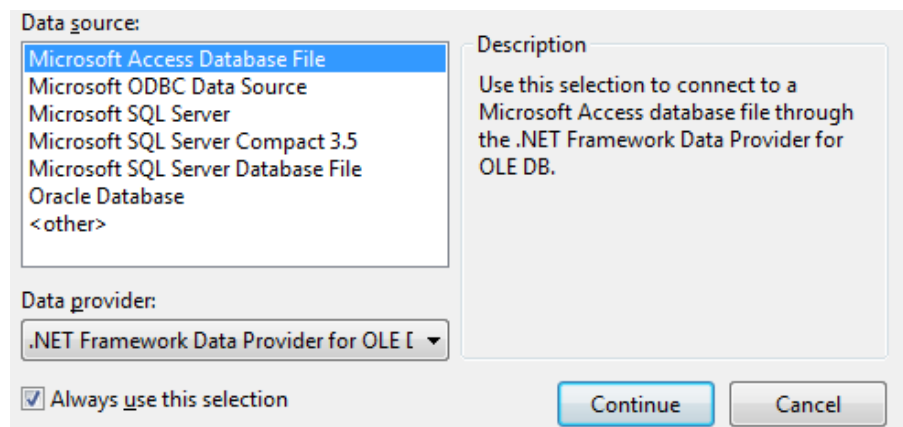 Data source:
Microsoft Access Database File
Microsoft ODBC Data Source
Microsoft SQL Server
Microsoft SQL Server Compact 3.5
Microsoft SQL Server Database File
Oracle Database
<other>
Data provider:
.NET Framework Data Provider for OLE D
Always use this selection
Description
Use this selection to connect to a
Microsoft Access database file through
the .NET Framework Data Provider for
OLE DB.
Continue
Cancel